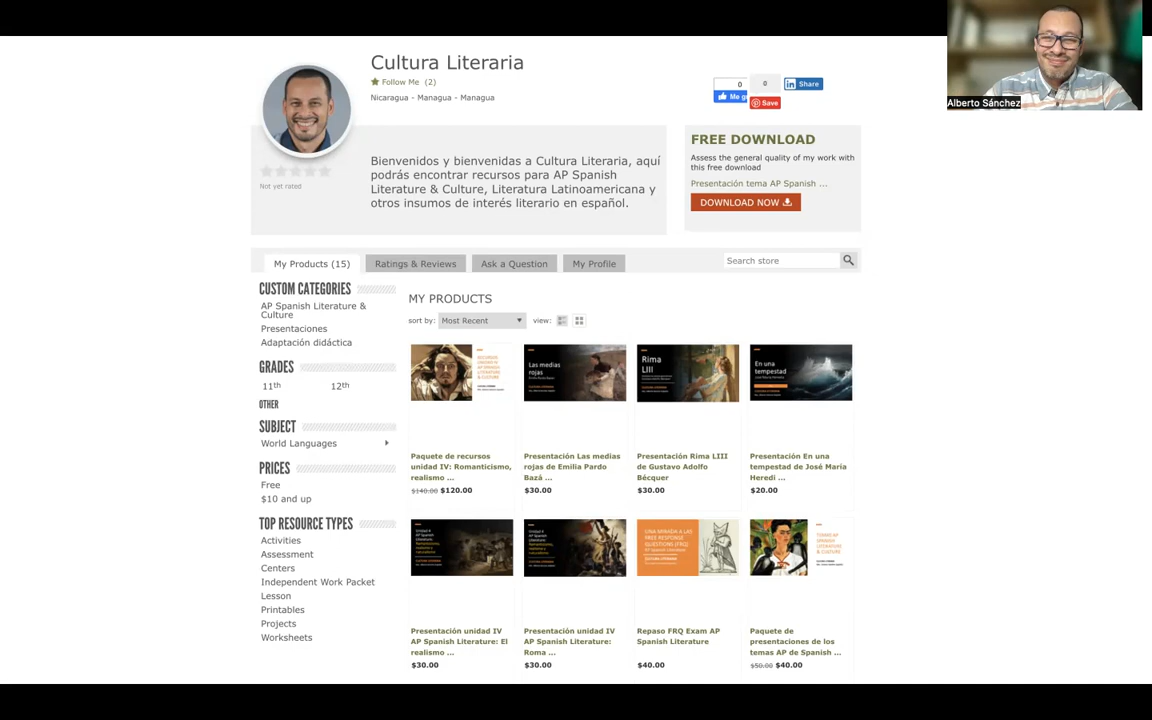 Cultura Literaria
Follow Me (2)
Nicaragua - Managua - Managua
Not yet rated
Bienvenidos y bienvenidas a Cultura Literaria, aquí
podrás encontrar recursos para AP Spanish
Literature & Culture, Literatura Latinoamericana y
otros insumos de interés literario en español.
0
0
Share
Save
FREE DOWNLOAD
Assess the general quality of my work with
this free download
Presentación tema AP Spanish ...
DOWNLOAD NOW
Alberto Sánchez
My Products (15)
Ratings & Reviews
Ask a Question
My Profile
Search store
CUSTOM CATEGORIES
AP Spanish Literature &
Culture
Presentaciones
Adaptación didáctica
GRADES
11th 12th
OTHER
SUBJECT
World Languages
PRICES
Free
$10 and up
TOP RESOURCE TYPES
Activities
Assessment
Centers
Independent Work Packet
Lesson
Printables
Projects
Worksheets
MY PRODUCTS
sort by: Most Recent view:
Las medias
rojas
Rima
LIII
En una
tempestad
Paquete de recursos
unidad IV: Romanticismo,
realismo ...
$140.00 $120.00
Presentación Las medias
rojas de Emilia Pardo
Bazá ...
$30.00
Presentación Rima LIII
de Gustavo Adolfo
Bécquer
$30.00
Presentación En una
tempestad de José María
Heredi ...
$20.00
Presentación unidad IV
AP Spanish Literature: El
realismo ...
$30.00
Presentación unidad IV
AP Spanish Literature:
Roma ...
$30.00
Repaso FRQ Exam AP
Spanish Literature
$40.00
Paquete de
presentaciones de los
temas AP de Spanish ...
$50.00 $40.00